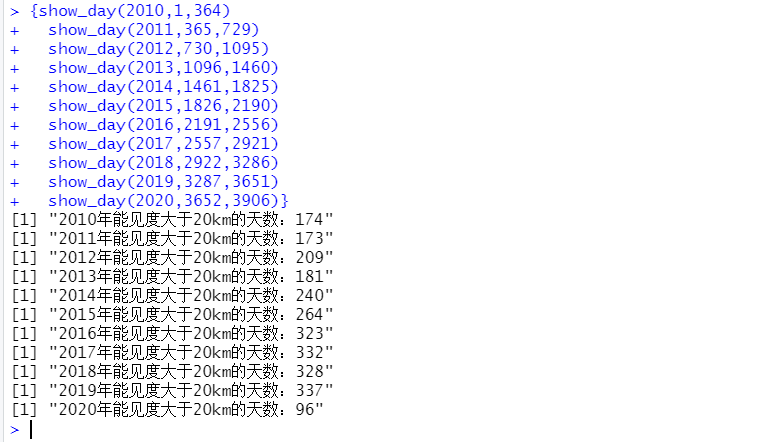 > {show_day(2010,1,364)
+   show_day(2011,365,729)
+   show_day(2012,730,1095)
+   show_day(2013,1096,1460)
+   show_day(2014,1461,1825)
+   show_day(2015,1826,2190)
+   show_day(2016,2191,2556)
+   show_day(2017,2557,2921)
+   show_day(2018,2922,3286)
+   show_day(2019,3287,3651)
+   show_day(2020,3652,3906)}
[1] "2010年能见度大于20km的天数：174"
[1] "2011年能见度大于20km的天数：173"
[1] "2012年能见度大于20km的天数：209"
[1] "2013年能见度大于20km的天数：181"
[1] "2014年能见度大于20km的天数：240"
[1] "2015年能见度大于20km的天数：264"
[1] "2016年能见度大于20km的天数：323"
[1] "2017年能见度大于20km的天数：332"
[1] "2018年能见度大于20km的天数：328"
[1] "2019年能见度大于20km的天数：337"
[1] "2020年能见度大于20km的天数：96"
>